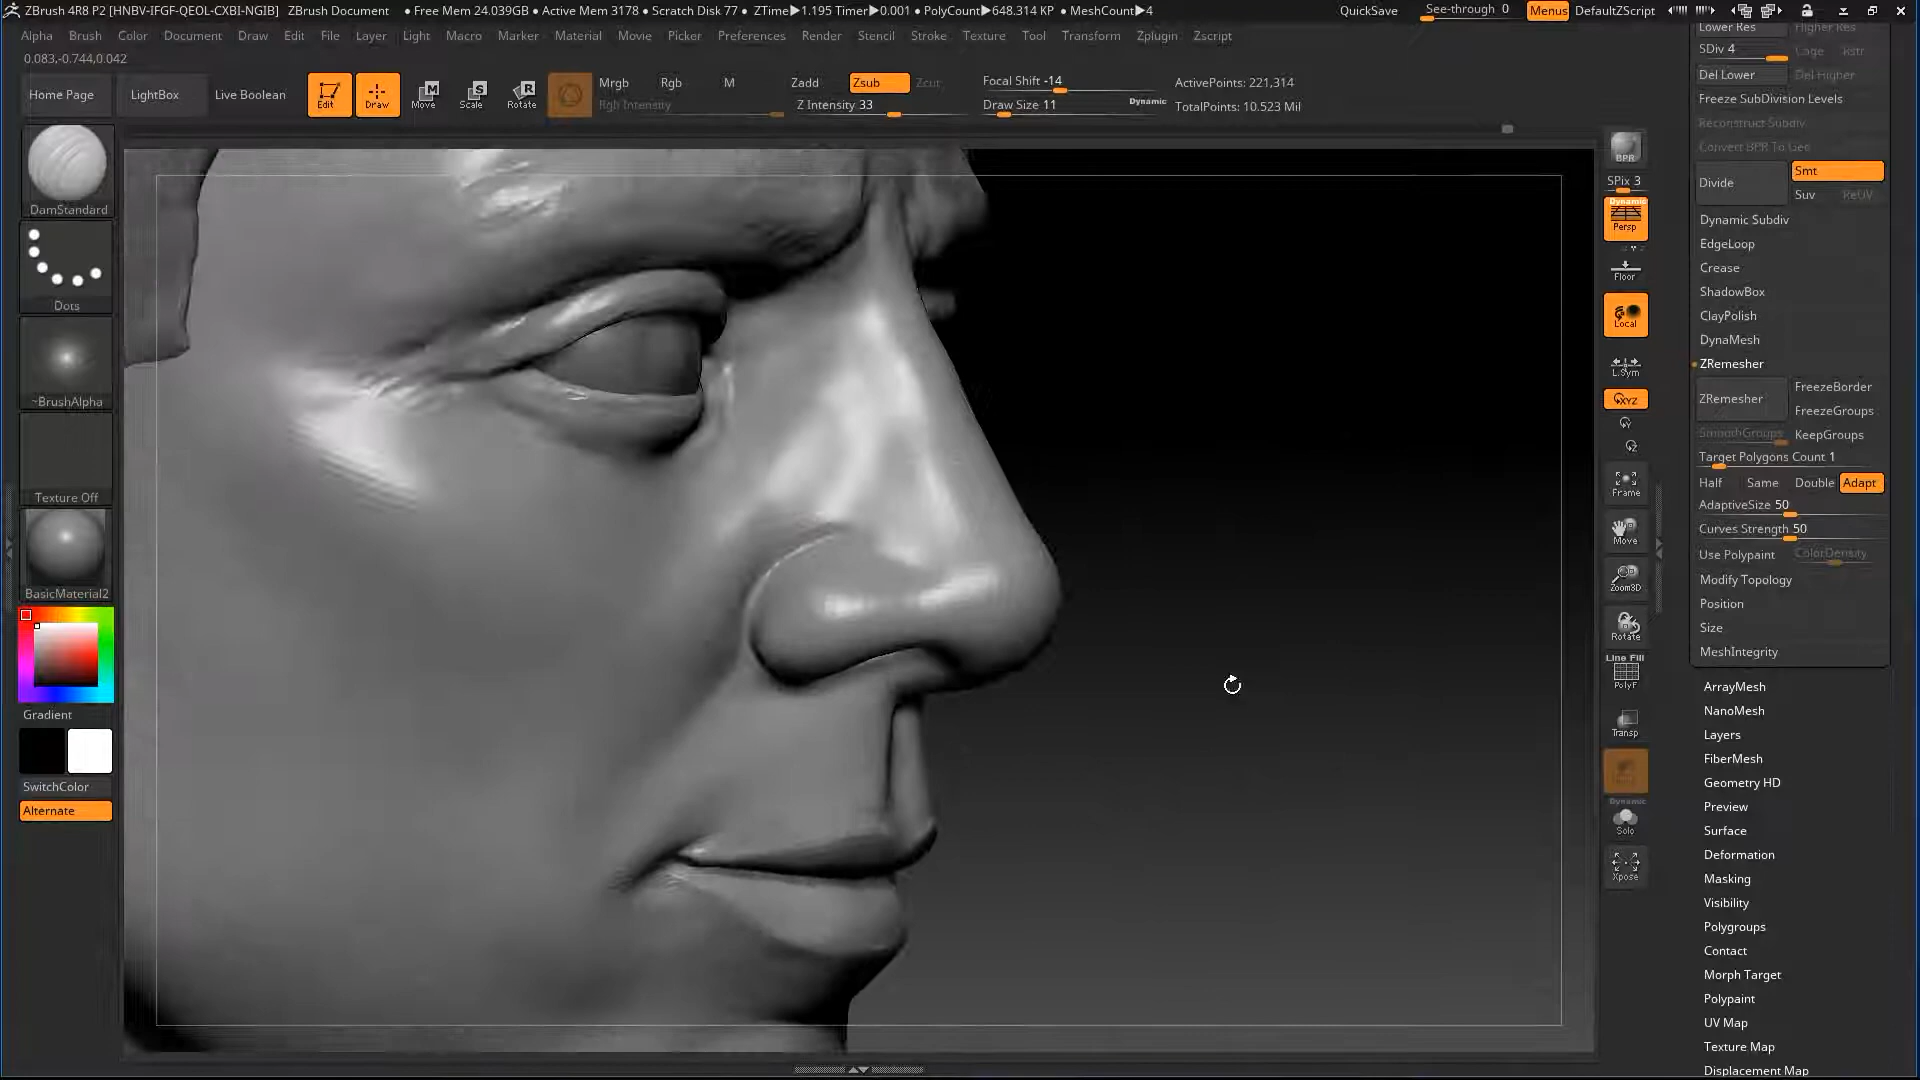 ZBrush 4R8 P2 [HNBV-IFGF-QEOL-CXBI-NGIB] ZBrush Document ● Free Mem 24.039GB ● Active Mem 3178 ● Scratch Disk 77 ● ZTime▶1.195 Timer▶0.001 ● PolyCount▶648.314 KP ● MeshCount▶4 QuickSave See-through 0 Menus DefaultZScript
Alpha Brush Color Document Draw Edit File Layer Light Macro Marker Material Movie Picker Preferences Render Stencil Stroke Texture Tool Transform Zplugin Zscript
0.083,-0.744,0.042
Home Page LightBox Live Boolean Edit Draw Move Scale Rotate
M S R
Mrgb Rgb M Zadd Zsub Zcut Focal Shift -14 ActivePoints: 221,314
Rgb Intensity Z Intensity 33 Draw Size 11 Dynamic TotalPoints: 10.523 Mil
DamStandard
Dots
~BrushAlpha
Texture Off
BasicMaterial2
Gradient
SwitchColor
Alternate
BPR
SPix 3
Dynamic
Persp
Floor
Local
L.Sym
XYZ
Frame
Move
Zoom3D
Rotate
Line Fill
PolyF
Transp
Dynamic
Solo
Xpose
Lower Res Higher Res
SDiv 4 Cage Rstr
Del Lower Del Higher
Freeze SubDivision Levels
Reconstruct Subdiv
Convert BPR To Geo
Divide Smt
Suv ReUV
Dynamic Subdiv
EdgeLoop
Crease
ShadowBox
ClayPolish
DynaMesh
ZRemesher
ZRemesher FreezeBorder
FreezeGroups
SmoothGroups KeepGroups
Target Polygons Count 1
Half Same Double Adapt
AdaptiveSize 50
Curves Strength 50
Use Polypaint ColorDensity
Modify Topology
Position
Size
MeshIntegrity
ArrayMesh
NanoMesh
Layers
FiberMesh
Geometry HD
Preview
Surface
Deformation
Masking
Visibility
Polygroups
Contact
Morph Target
Polypaint
UV Map
Texture Map
Displacement Map